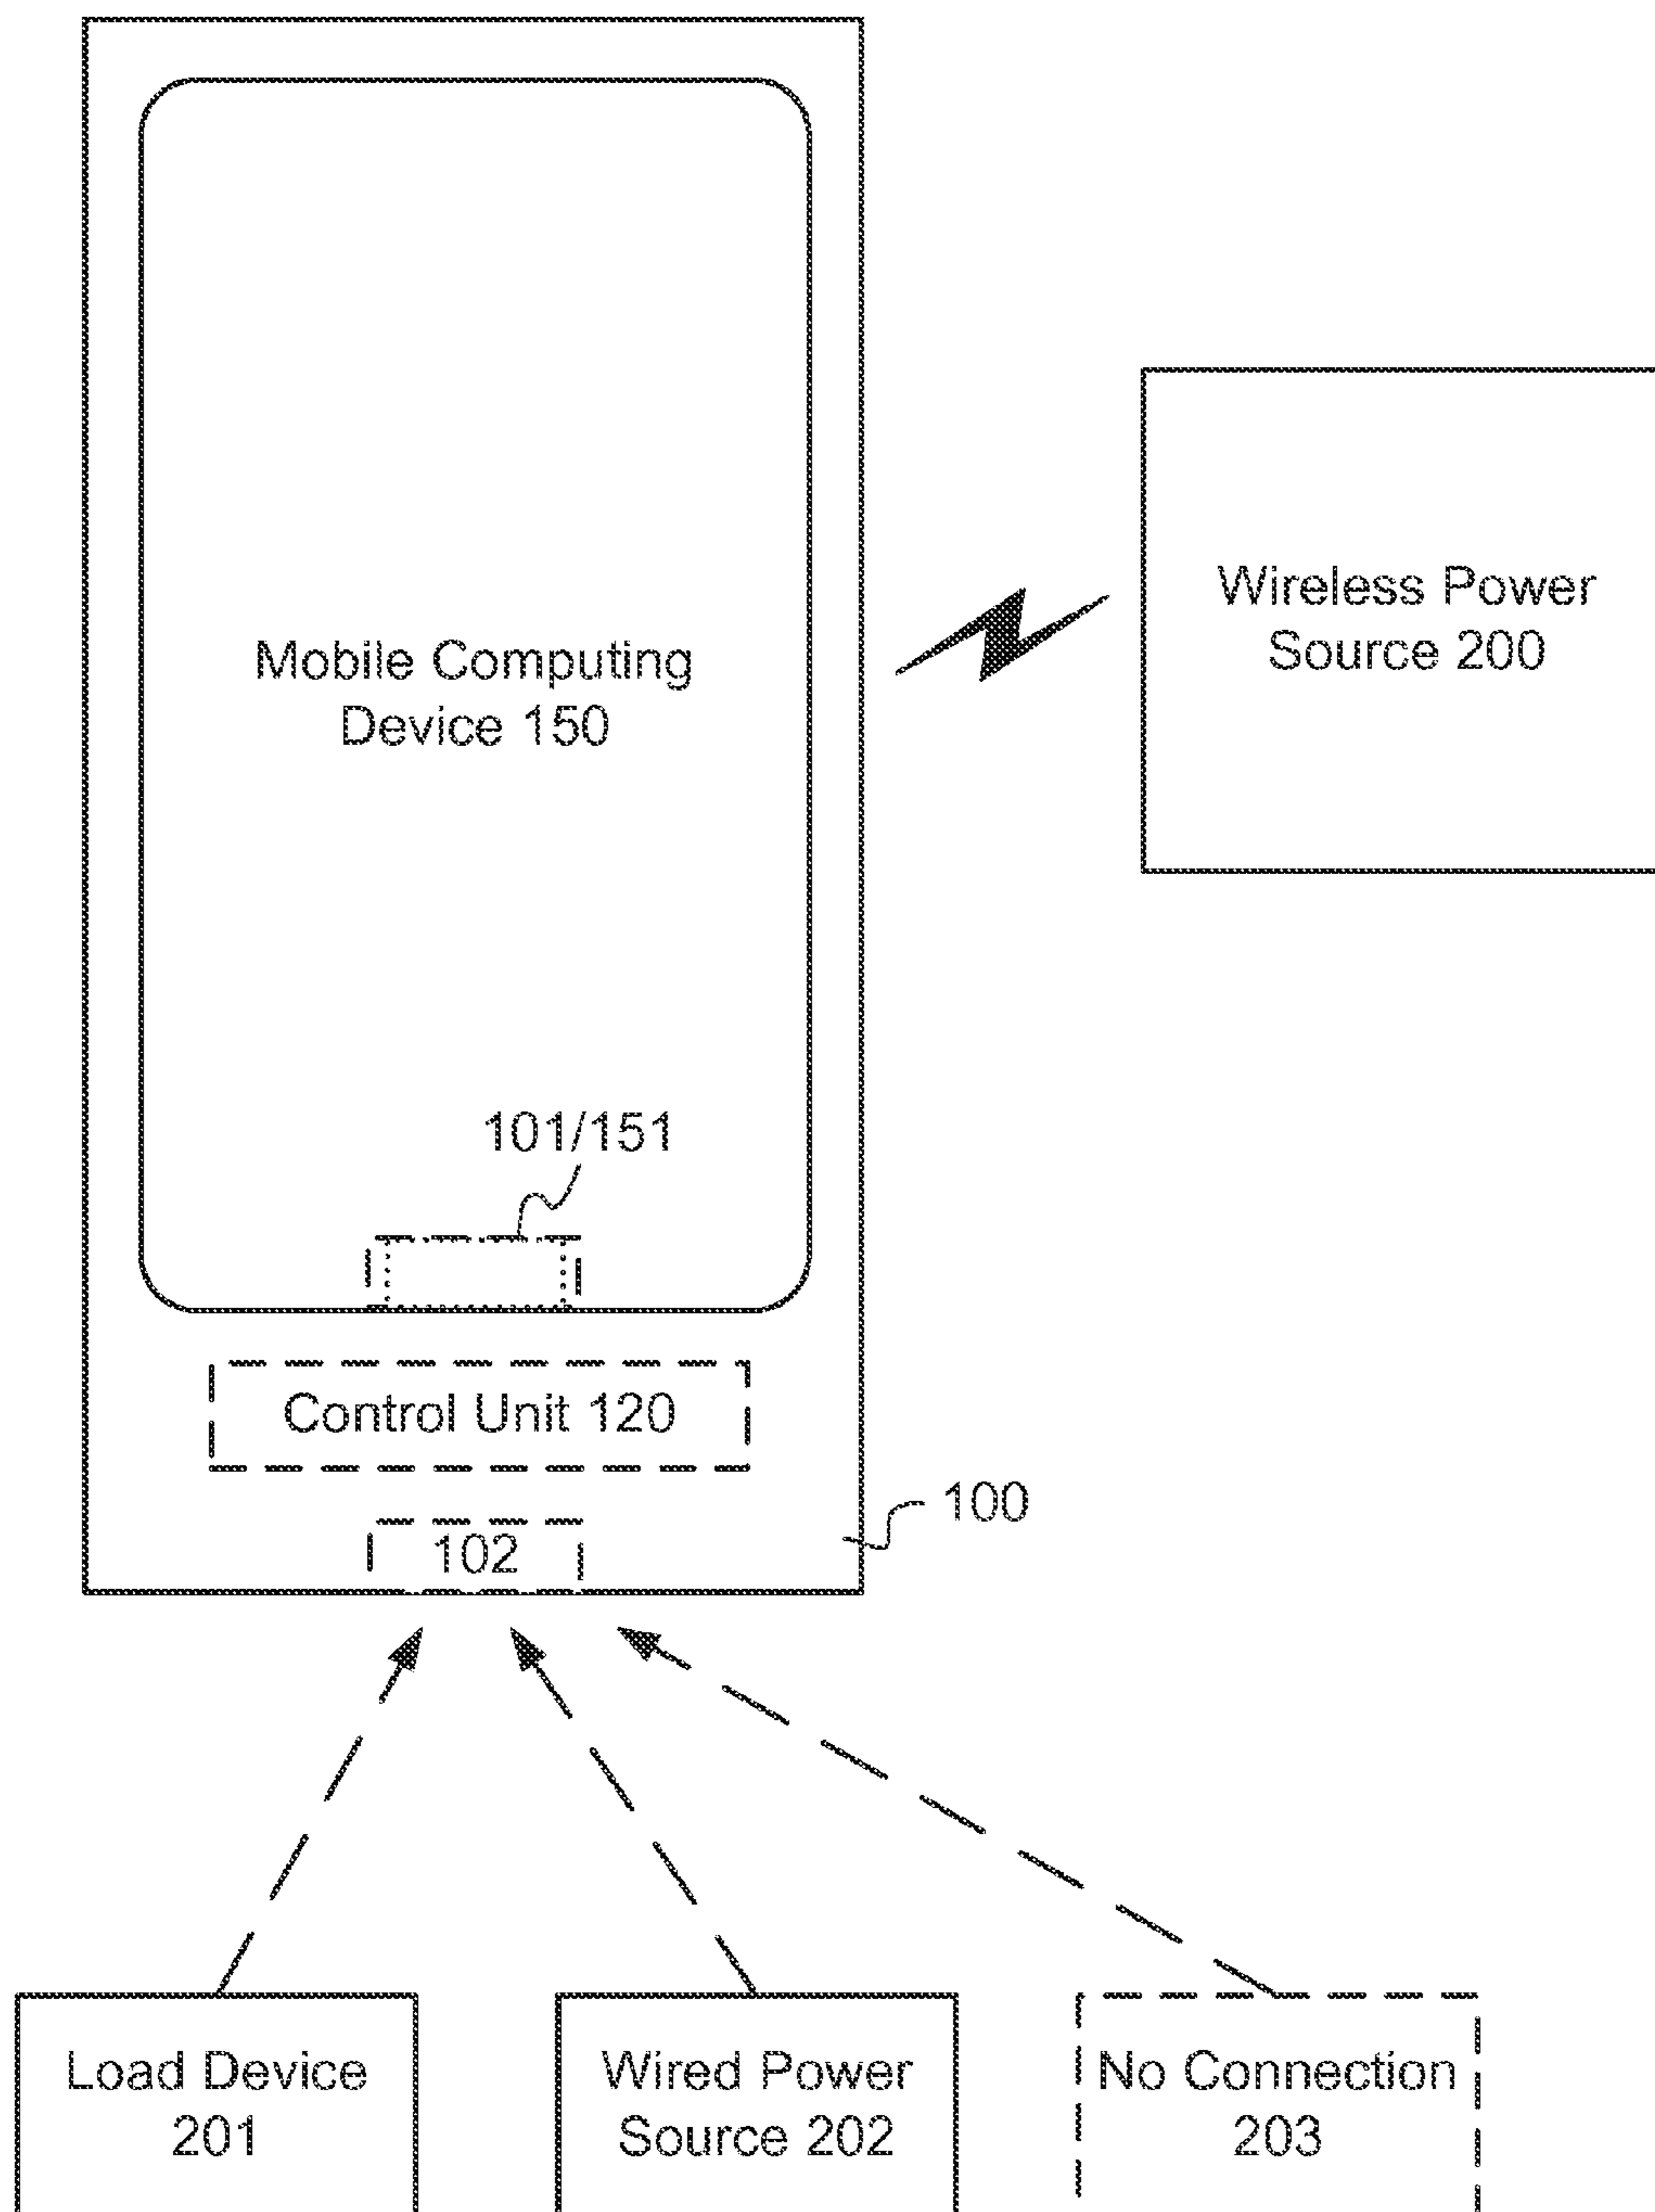 Mobile Computing
Device 150
Wireless Power
Source 200
101/151
Control Unit 120
100
102
Load Device
201
Wired Power
Source 202
No Connection
203